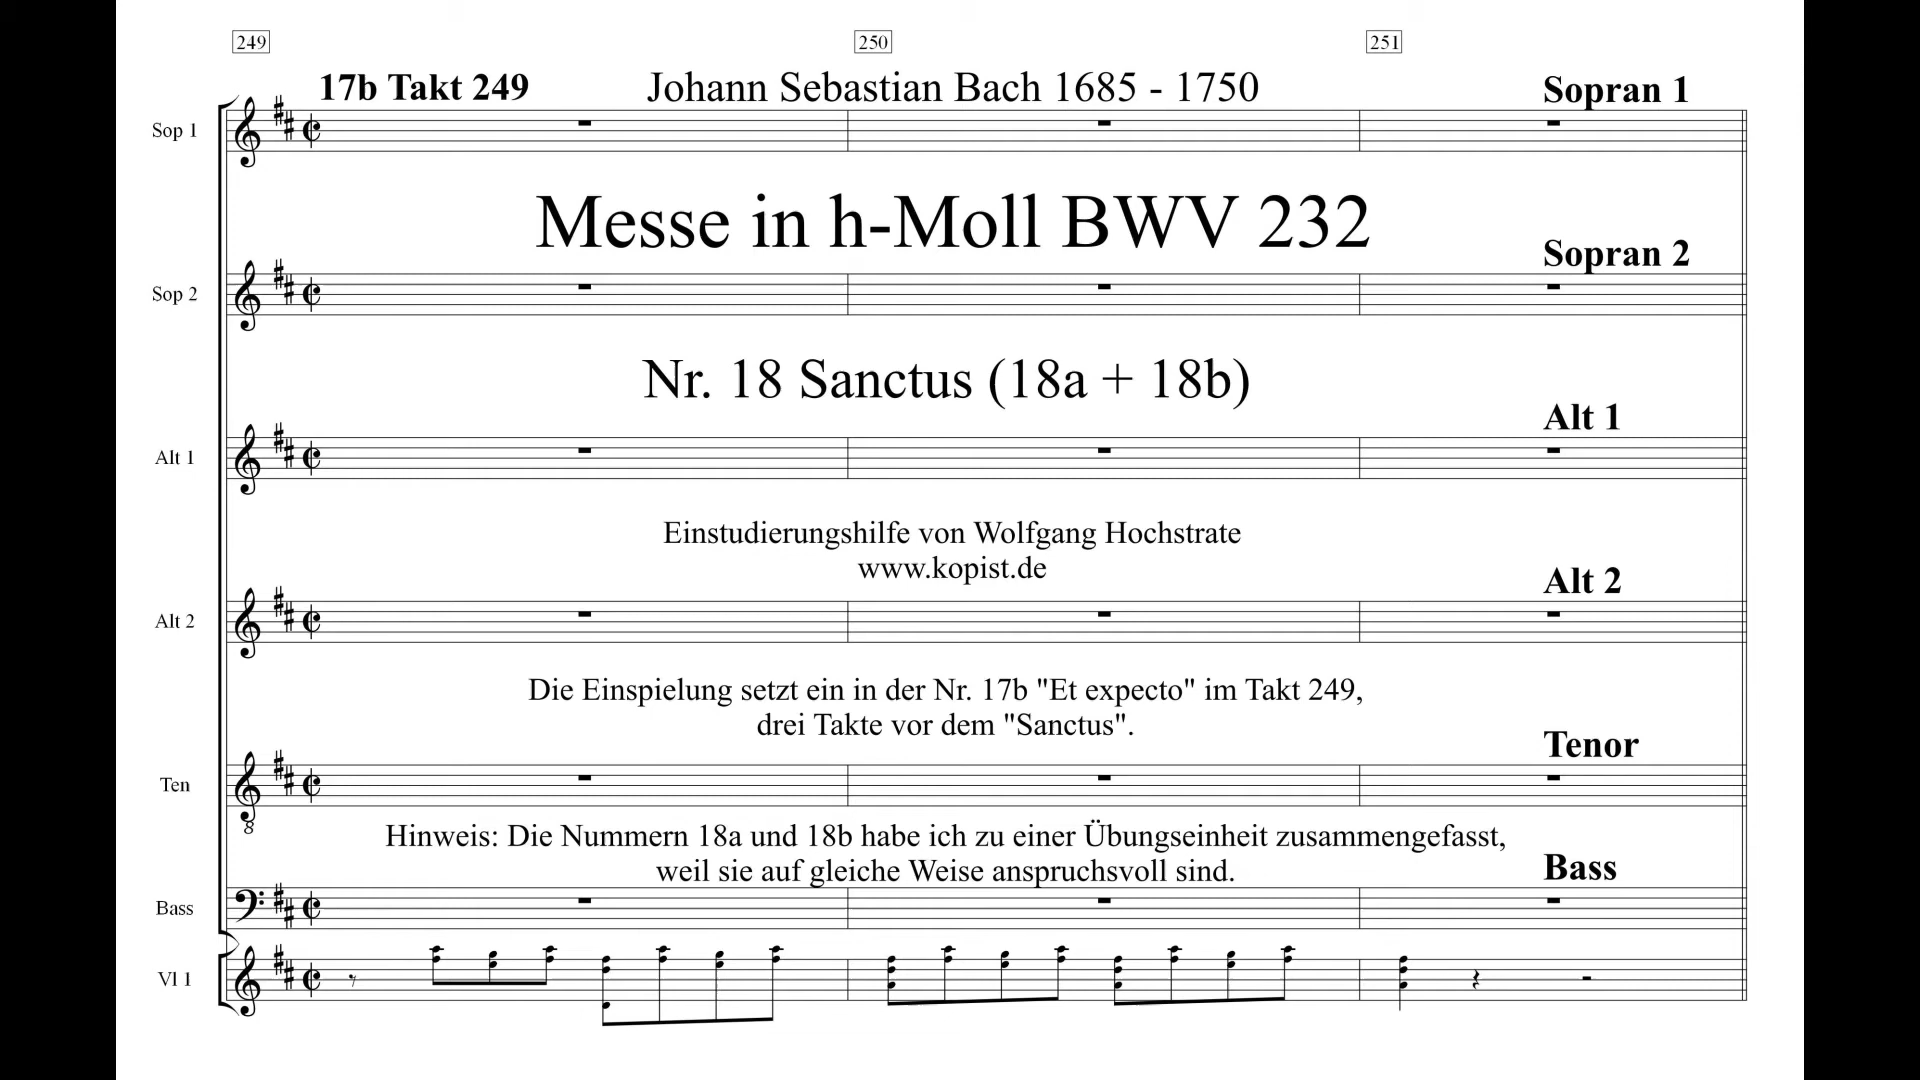 249 250 251
17b Takt 249 Johann Sebastian Bach 1685 - 1750 Sopran 1
Sop 1
Messe in h-Moll BWV 232
Sopran 2
Sop 2
Nr. 18 Sanctus (18a + 18b)
Alt 1
Alt 1
Einstudierungshilfe von Wolfgang Hochstrate
www.kopist.de
Alt 2
Alt 2
Die Einspielung setzt ein in der Nr. 17b "Et expecto" im Takt 249,
drei Takte vor dem "Sanctus".
Tenor
Ten
8
Hinweis: Die Nummern 18a und 18b habe ich zu einer Übungseinheit zusammengefasst,
weil sie auf gleiche Weise anspruchsvoll sind.
Bass
Bass
Vl 1